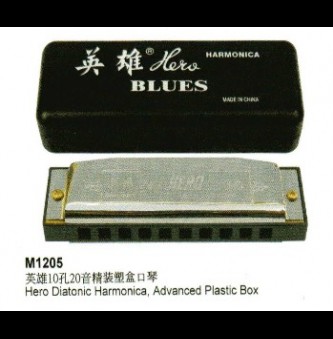 英雄® Hero HARMONICA
BLUES
MADE IN CHINA
HERO
M1205
英雄10孔20音精装塑盒口琴
Hero Diatonic Harmonica, Advanced Plastic Box